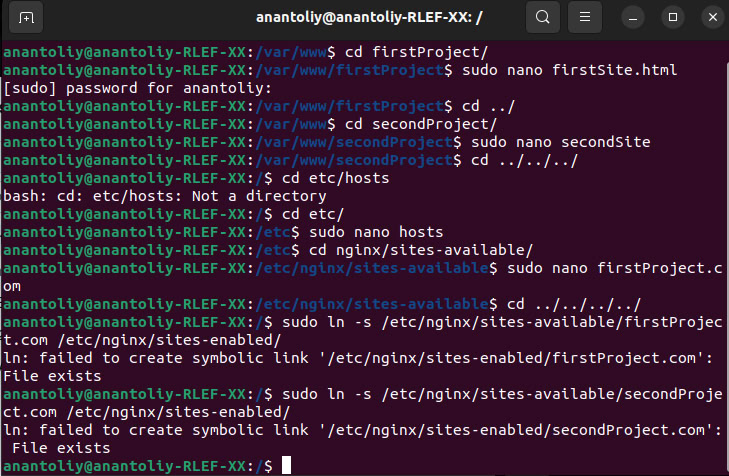 anantoliy@anantoliy-RLEF-XX: /
anantoliy@anantoliy-RLEF-XX:/var/www$ cd firstProject/
anantoliy@anantoliy-RLEF-XX:/var/www/firstProject$ sudo nano firstSite.html
[sudo] password for anantoliy:
anantoliy@anantoliy-RLEF-XX:/var/www/firstProject$ cd ../
anantoliy@anantoliy-RLEF-XX:/var/www$ cd secondProject/
anantoliy@anantoliy-RLEF-XX:/var/www/secondProject$ sudo nano secondSite
anantoliy@anantoliy-RLEF-XX:/var/www/secondProject$ cd ../../../
anantoliy@anantoliy-RLEF-XX:/$ cd etc/hosts
bash: cd: etc/hosts: Not a directory
anantoliy@anantoliy-RLEF-XX:/$ cd etc/
anantoliy@anantoliy-RLEF-XX:/etc$ sudo nano hosts
anantoliy@anantoliy-RLEF-XX:/etc$ cd nginx/sites-available/
anantoliy@anantoliy-RLEF-XX:/etc/nginx/sites-available$ sudo nano firstProject.c
om
anantoliy@anantoliy-RLEF-XX:/etc/nginx/sites-available$ cd ../../../../
anantoliy@anantoliy-RLEF-XX:/$ sudo ln -s /etc/nginx/sites-available/firstProjec
t.com /etc/nginx/sites-enabled/
ln: failed to create symbolic link '/etc/nginx/sites-enabled/firstProject.com':
File exists
anantoliy@anantoliy-RLEF-XX:/$ sudo ln -s /etc/nginx/sites-available/secondProje
ct.com /etc/nginx/sites-enabled/
ln: failed to create symbolic link '/etc/nginx/sites-enabled/secondProject.com':
 File exists
anantoliy@anantoliy-RLEF-XX:/$